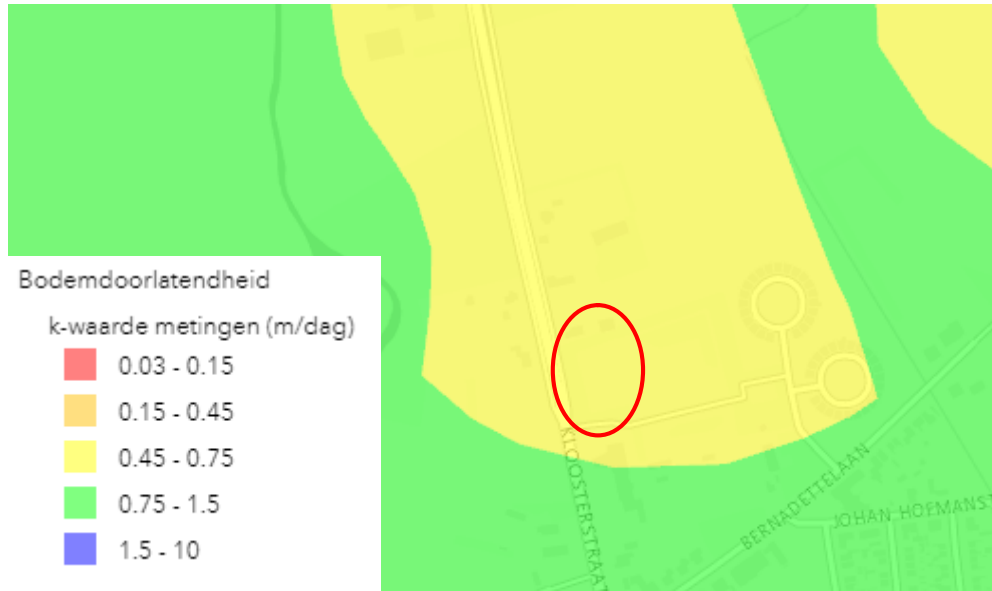 Bodemdoorlatendheid
k-waarde metingen (m/dag)
0.03 - 0.15
0.15 - 0.45
0.45 - 0.75
0.75 - 1.5
1.5 - 10
KLOOSTERSTRAAT
BERNADETTELAAN
JOHAN HOFMANST